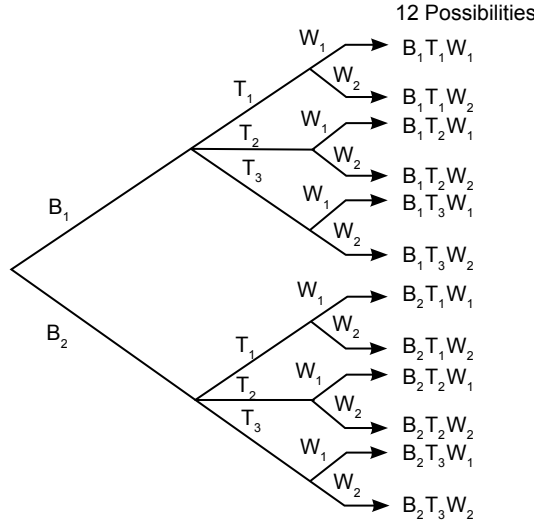 12 Possibilities
W₁
B₁T₁W₁
W₂
T₁
B₁T₁W₂
W₁
B₁T₂W₁
T₂
W₂
T₃
B₁T₂W₂
W₁
B₁T₃W₁
B₁
W₂
B₁T₃W₂
W₁
B₂T₁W₁
B₂
W₂
T₁
B₂T₁W₂
W₁
B₂T₂W₁
T₂
W₂
T₃
B₂T₂W₂
W₁
B₂T₃W₁
W₂
B₂T₃W₂